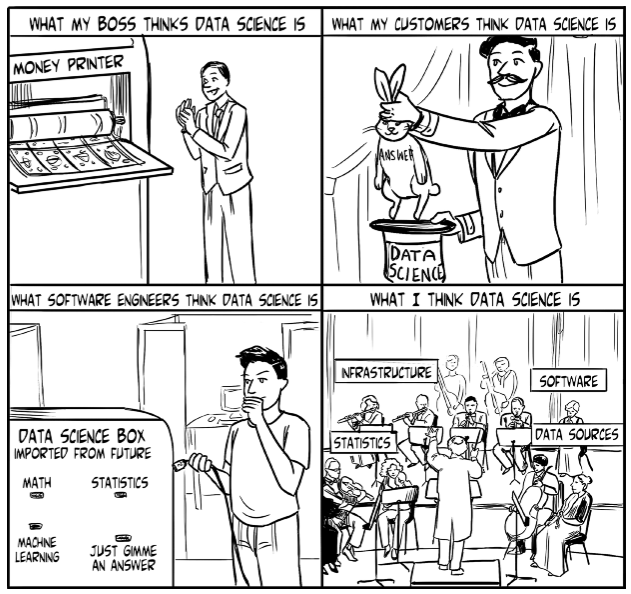 WHAT MY BOSS THINKS DATA SCIENCE IS
MONEY PRINTER
WHAT MY CUSTOMERS THINK DATA SCIENCE IS
ANSWER
DATA
SCIENCE
WHAT SOFTWARE ENGINEERS THINK DATA SCIENCE IS
DATA SCIENCE BOX
IMPORTED FROM FUTURE
MATH
STATISTICS
MACHINE
LEARNING
JUST GIMME
AN ANSWER
WHAT I THINK DATA SCIENCE IS
INFRASTRUCTURE
SOFTWARE
STATISTICS
DATA SOURCES